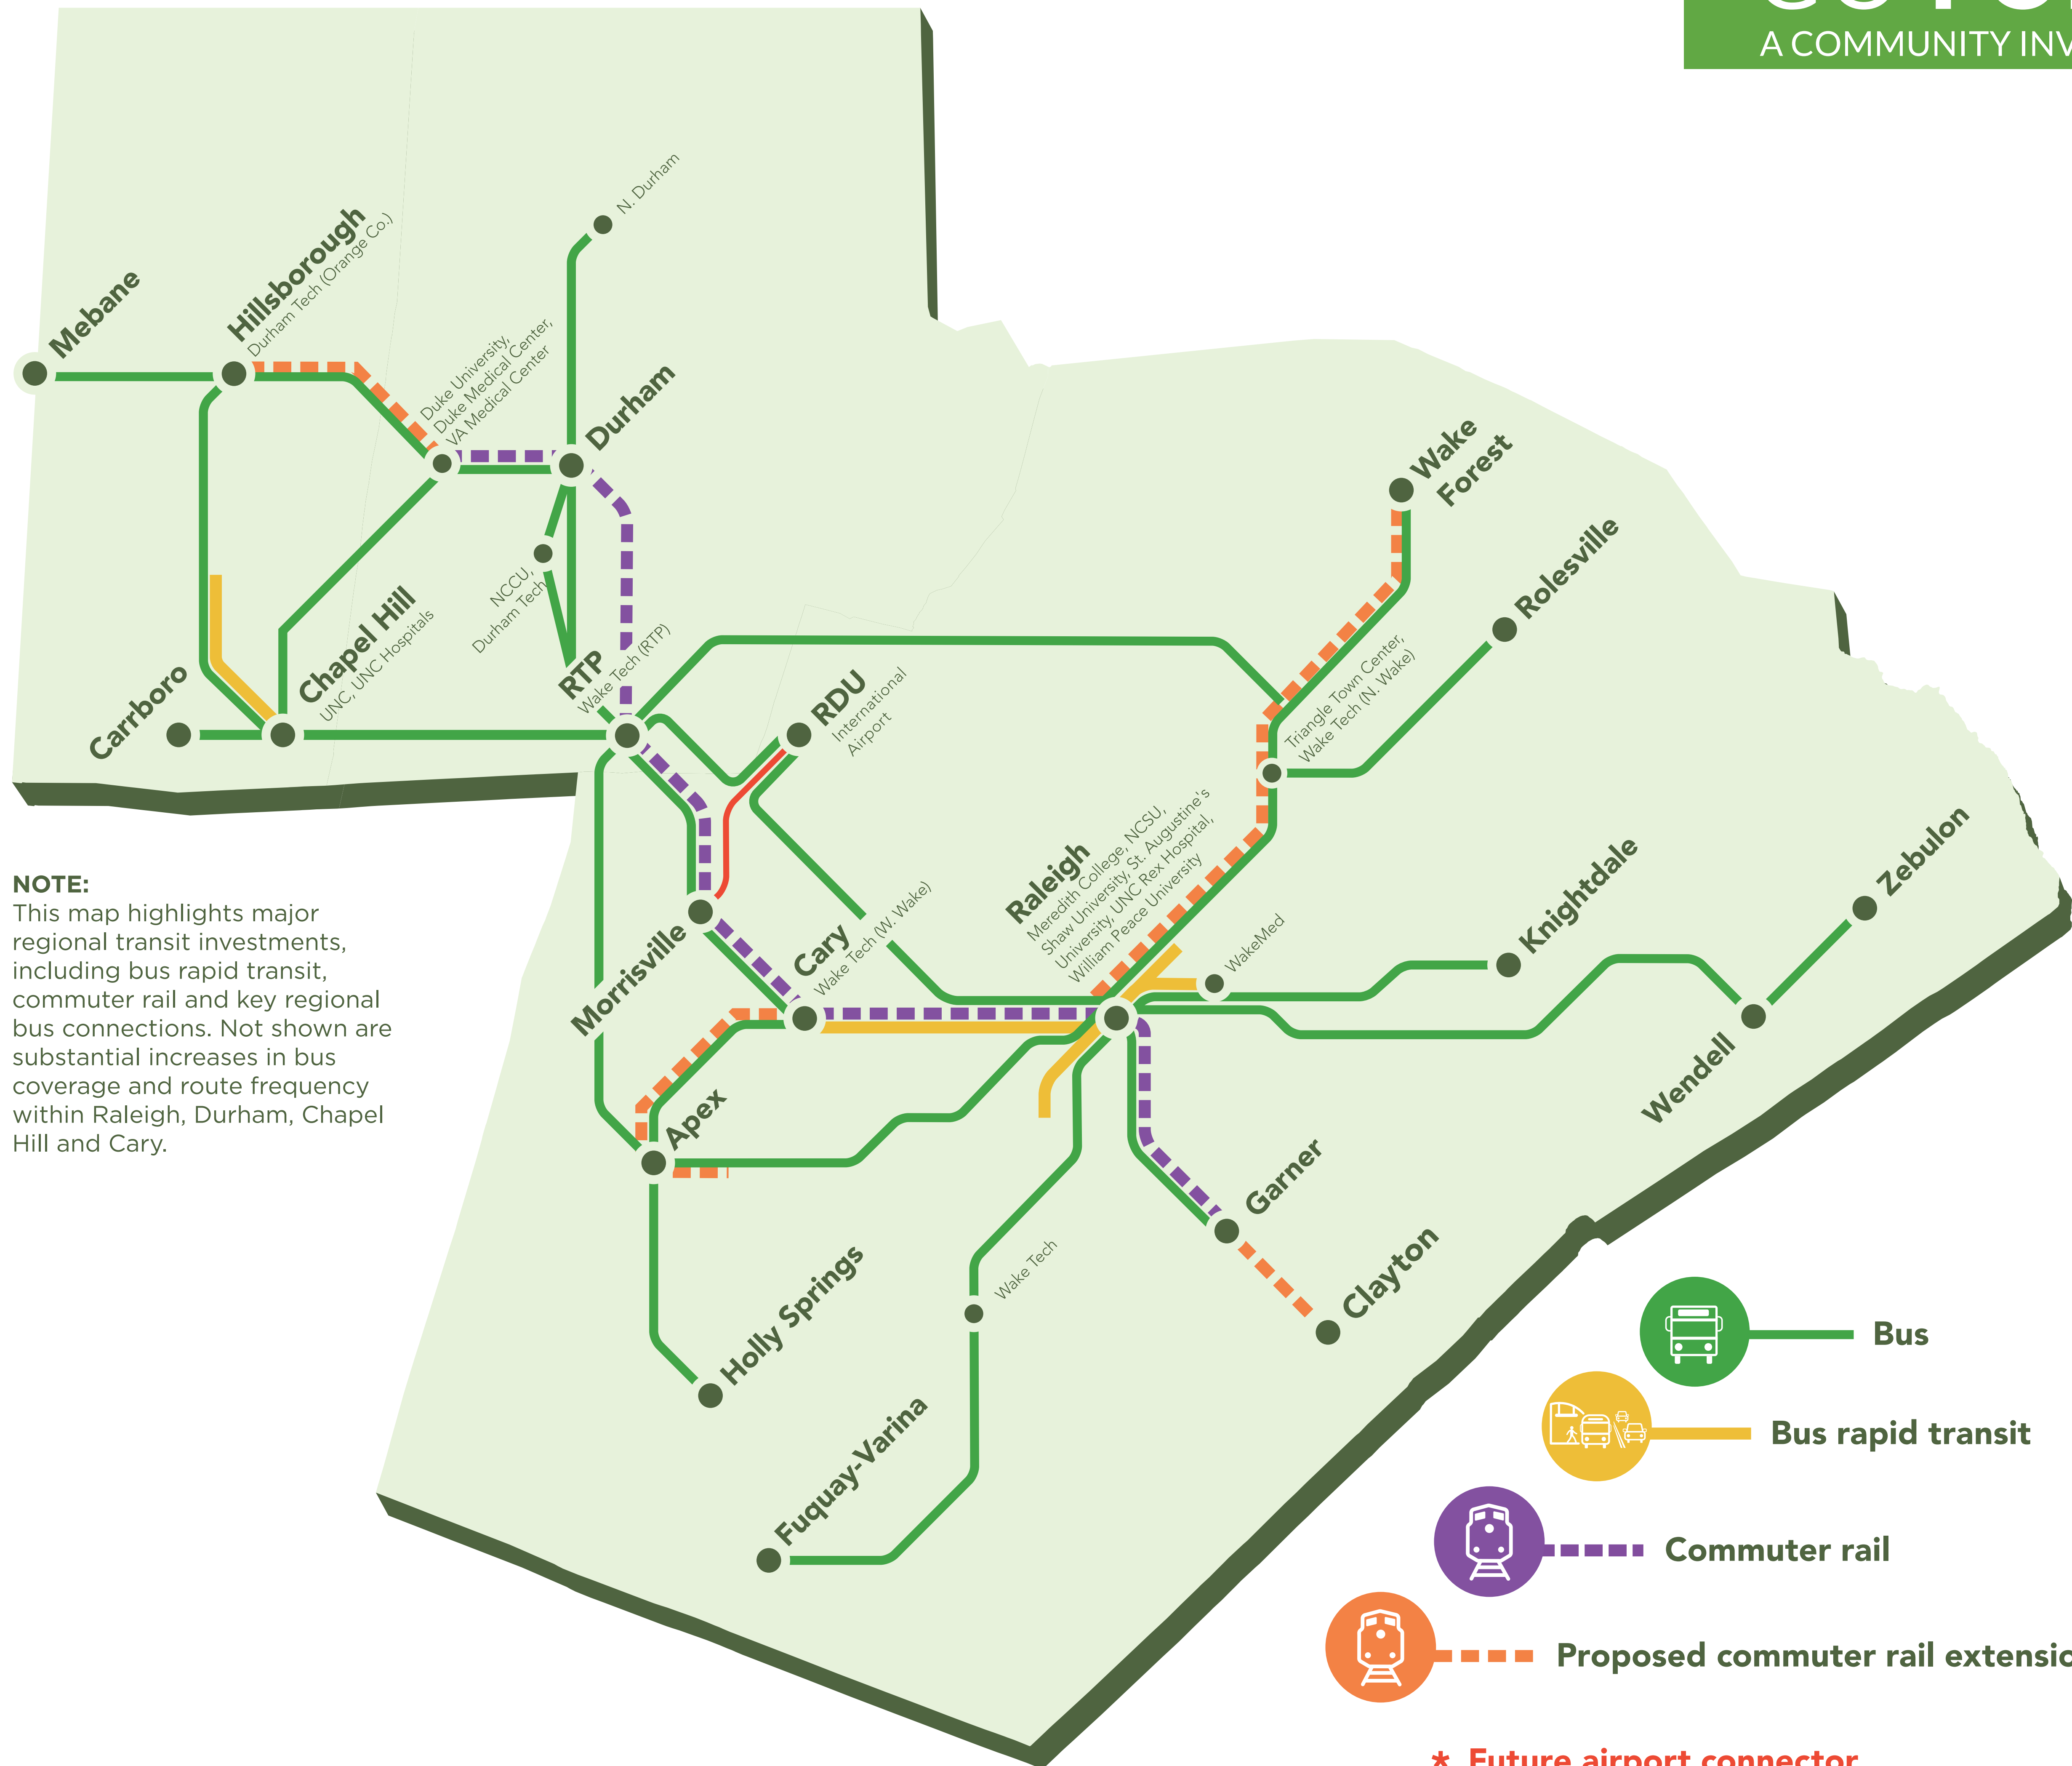 A COMMUNITY INV
N. Durham
Mebane
Hillsborough
Durham Tech (Orange Co.)
Duke University,
Duke Medical Center,
VA Medical Center
Durham
NCCU,
Durham Tech
Chapel Hill
UNC, UNC Hospitals
Carrboro
RTP
Wake Tech (RTP)
RDU
International
Airport
Wake
Forest
Rolesville
Triangle Town Center,
Wake Tech (N. Wake)
Raleigh
Meredith College, NCSU,
Shaw University, St. Augustine's
University, UNC Rex Hospital,
William Peace University
WakeMed
Knightdale
Zebulon
Wendell
Morrisville
Cary
Wake Tech (W. Wake)
Apex
Garner
Clayton
Holly Springs
Wake Tech
Fuquay-Varina
NOTE:
This map highlights major
regional transit investments,
including bus rapid transit,
commuter rail and key regional
bus connections. Not shown are
substantial increases in bus
coverage and route frequency
within Raleigh, Durham, Chapel
Hill and Cary.
Bus
Bus rapid transit
Commuter rail
Proposed commuter rail extensio
* Future airport connector